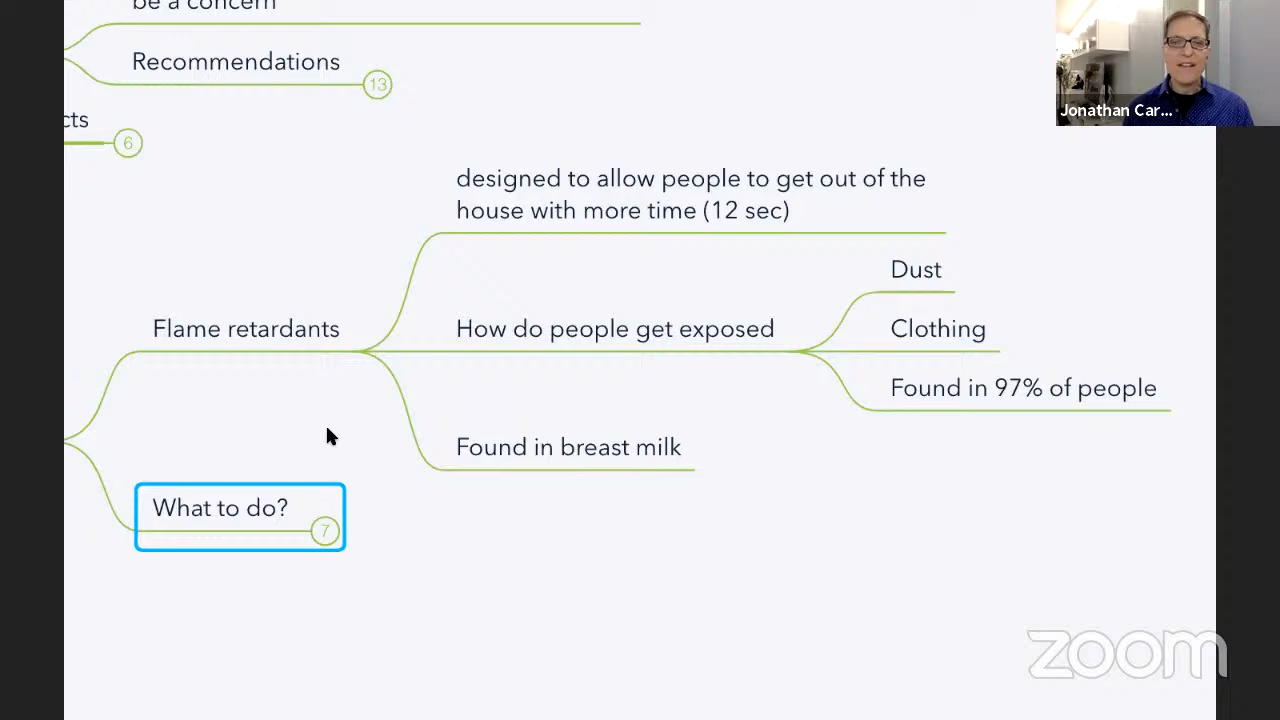 be a concern
Recommendations
13
cts
6
designed to allow people to get out of the
house with more time (12 sec)
Flame retardants
How do people get exposed
Dust
Clothing
Found in 97% of people
Found in breast milk
What to do?
7
Jonathan Car...
zoom